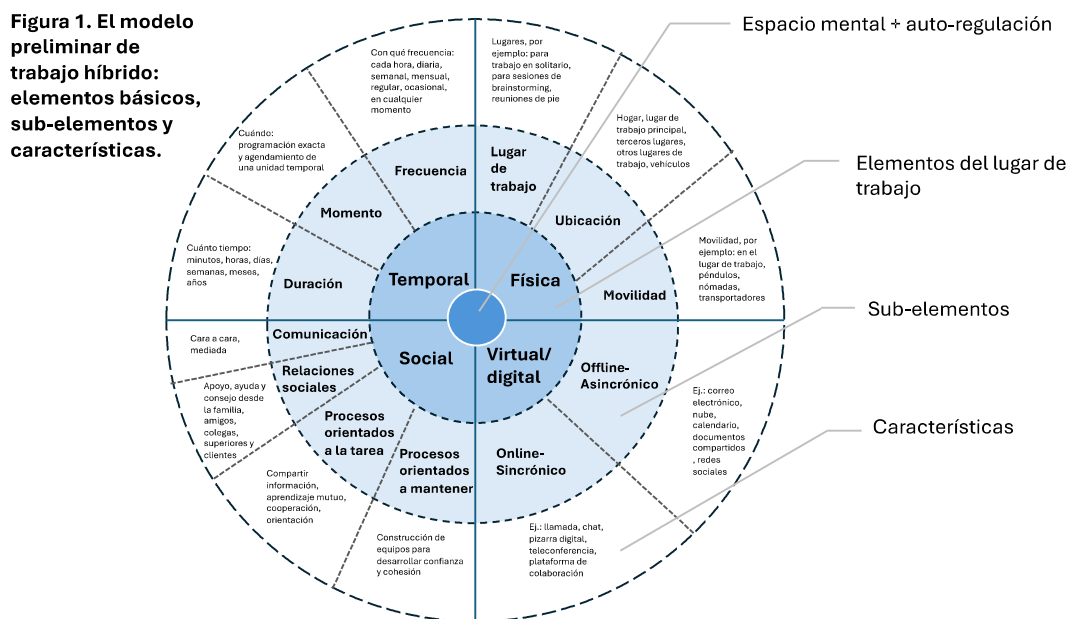 Figura 1. El modelo
preliminar de
trabajo híbrido:
elementos básicos,
sub-elementos y
características.
Espacio mental + auto-regulación
Elementos del lugar de
trabajo
Sub-elementos
Características
Con qué frecuencia:
cada hora, diaria,
semanal, mensual,
regular, ocasional,
en cualquier
momento
Lugares, por
ejemplo: para
trabajo en solitario,
para sesiones de
brainstorming,
reuniones de pie
Cuándo:
programación exacta
y agendamiento de
una unidad temporal
Hogar, lugar de
trabajo principal,
terceros lugares,
otros lugares de
trabajo, vehículos
Cuánto tiempo:
minutos, horas, días,
semanas, meses,
años
Movilidad, por
ejemplo: en el
lugar de trabajo,
péndulos,
nómadas,
transportadores
Frecuencia
Lugar
de
trabajo
Momento
Ubicación
Duración
Movilidad
Temporal
Física
Social
Virtual/
digital
Comunicación
Relaciones
sociales
Procesos
orientados
a la tarea
Procesos
orientados
a mantener
Online-
Sincrónico
Offline-
Asincrónico
Cara a cara,
mediada
Apoyo, ayuda y
consejo desde
la familia,
amigos,
colegas,
superiores y
clientes
Compartir
información,
aprendizaje mutuo,
cooperación,
orientación
Construcción de
equipos para
desarrollar confianza
y cohesión
Ej.: llamada, chat,
pizarra digital,
teleconferencia,
plataforma de
colaboración
Ej.: correo
electrónico,
nube,
calendario,
documentos
compartidos
, redes
sociales